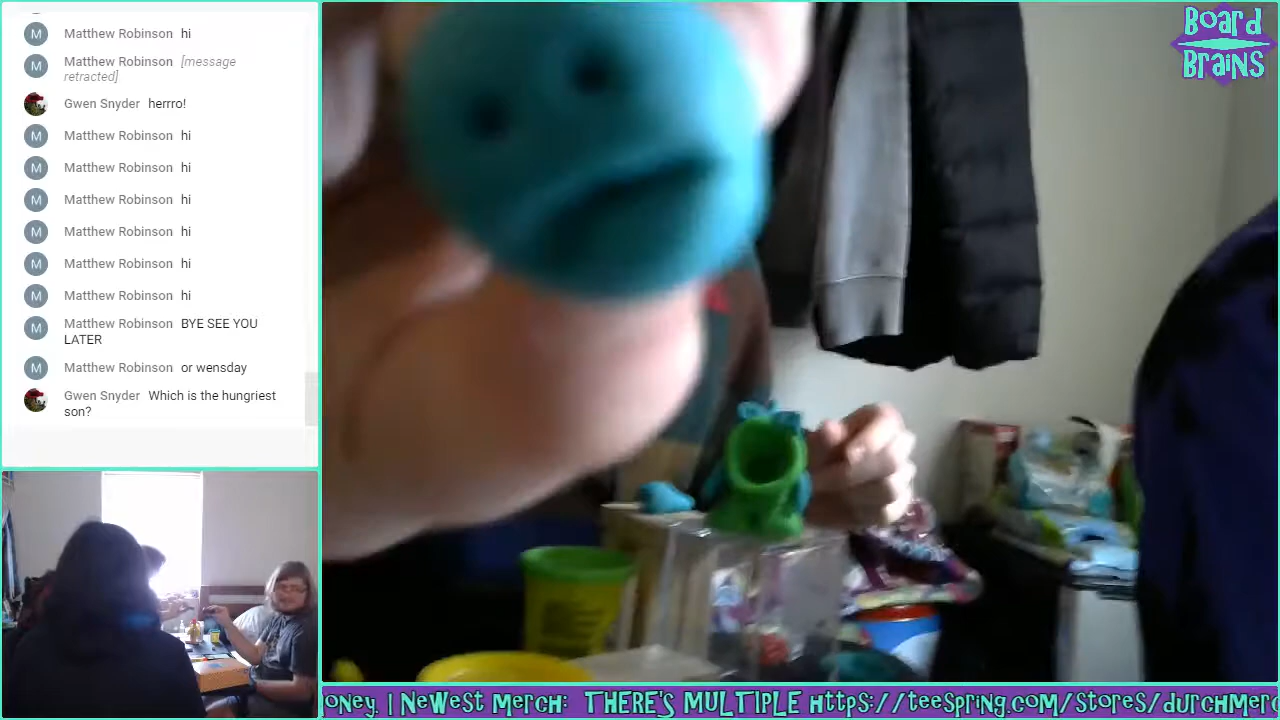 Matthew Robinson hi
Matthew Robinson [message
retracted]
Gwen Snyder herrro!
Matthew Robinson hi
Matthew Robinson hi
Matthew Robinson hi
Matthew Robinson hi
Matthew Robinson hi
Matthew Robinson hi
Matthew Robinson BYE SEE YOU
LATER
Matthew Robinson or wensday
Gwen Snyder Which is the hungriest
son?
Board
Brains
oney. | Newest Merch: THERE'S MULTIPLE https://teespring.com/stores/durchmerc